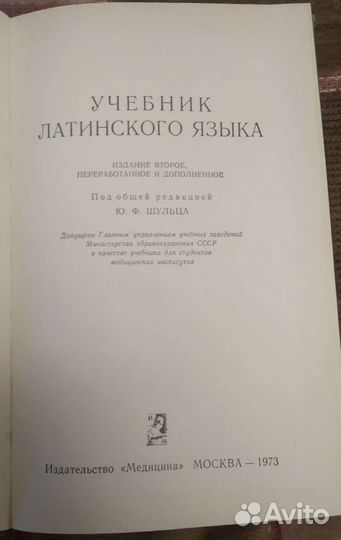 УЧЕБНИК
ЛАТИНСКОГО ЯЗЫКА
ИЗДАНИЕ ВТОРОЕ,
ПЕРЕРАБОТАННОЕ И ДОПОЛНЕННОЕ
Под общей редакцией
Ю. Ф. ШУЛЬЦА
Допущено Главным управлением учебных заведений
Министерства здравоохранения СССР
в качестве учебника для студентов
медицинских институтов
Издательство «Медицина» МОСКВА — 1973
Avito